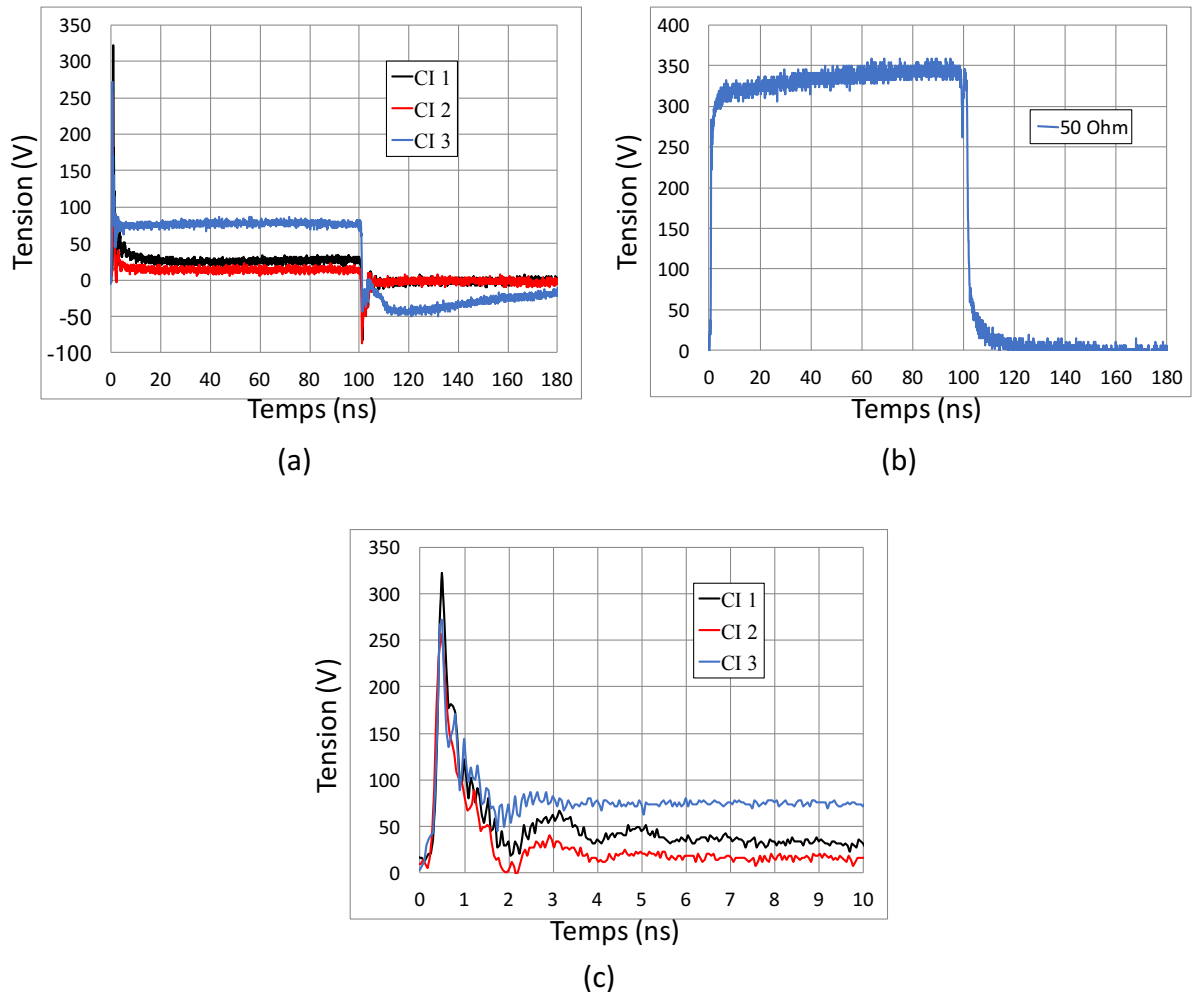 350
300
250
200
150
100
50
0
-50
-100
Tension (V)
CI 1
CI 2
CI 3
0 20 40 60 80 100 120 140 160 180
Temps (ns)
(a)
400
350
300
250
200
150
100
50
0
Tension (V)
50 Ohm
0 20 40 60 80 100 120 140 160 180
Temps (ns)
(b)
350
300
250
200
150
100
50
0
Tension (V)
CI 1
CI 2
CI 3
0 1 2 3 4 5 6 7 8 9 10
Temps (ns)
(c)